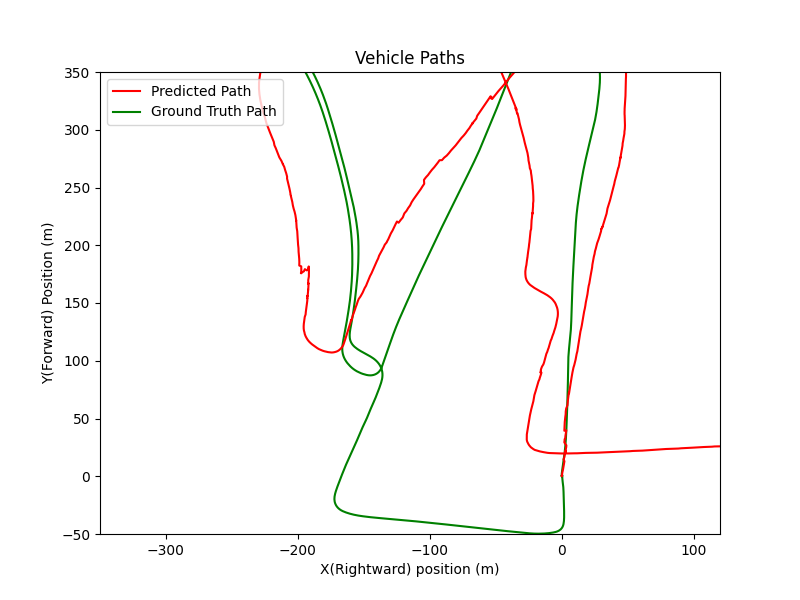 Vehicle Paths
Predicted Path
Ground Truth Path
350
300
250
200
150
100
50
0
−50
Y(Forward) Position (m)
−300
−200
−100
0
100
X(Rightward) position (m)